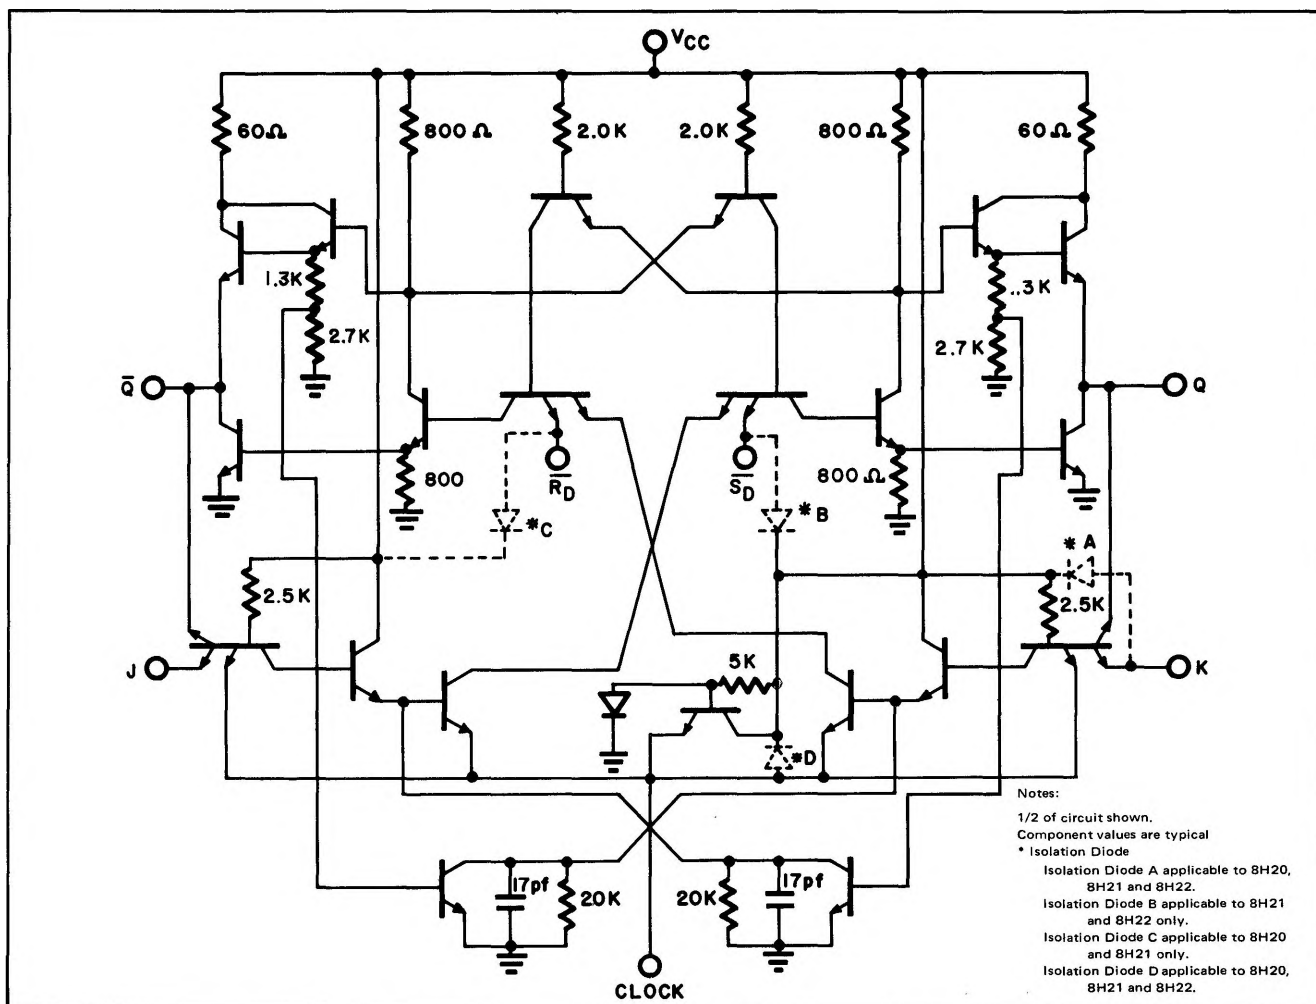 VCC
60Ω
800 Ω
2.0K
2.0K
800Ω
60Ω
1.3K
..3 K
2.7K
2.7K
Q̅
Q
800
R̅D̅
S̅D̅
800Ω
*C
*B
*A
2.5K
2.5K
J
5K
K
*D
17pf
20K
20K
17pf
CLOCK
Notes:
1/2 of circuit shown.
Component values are typical
* Isolation Diode
Isolation Diode A applicable to 8H20,
8H21 and 8H22.
Isolation Diode B applicable to 8H21
and 8H22 only.
Isolation Diode C applicable to 8H20
and 8H21 only.
Isolation Diode D applicable to 8H20,
8H21 and 8H22.